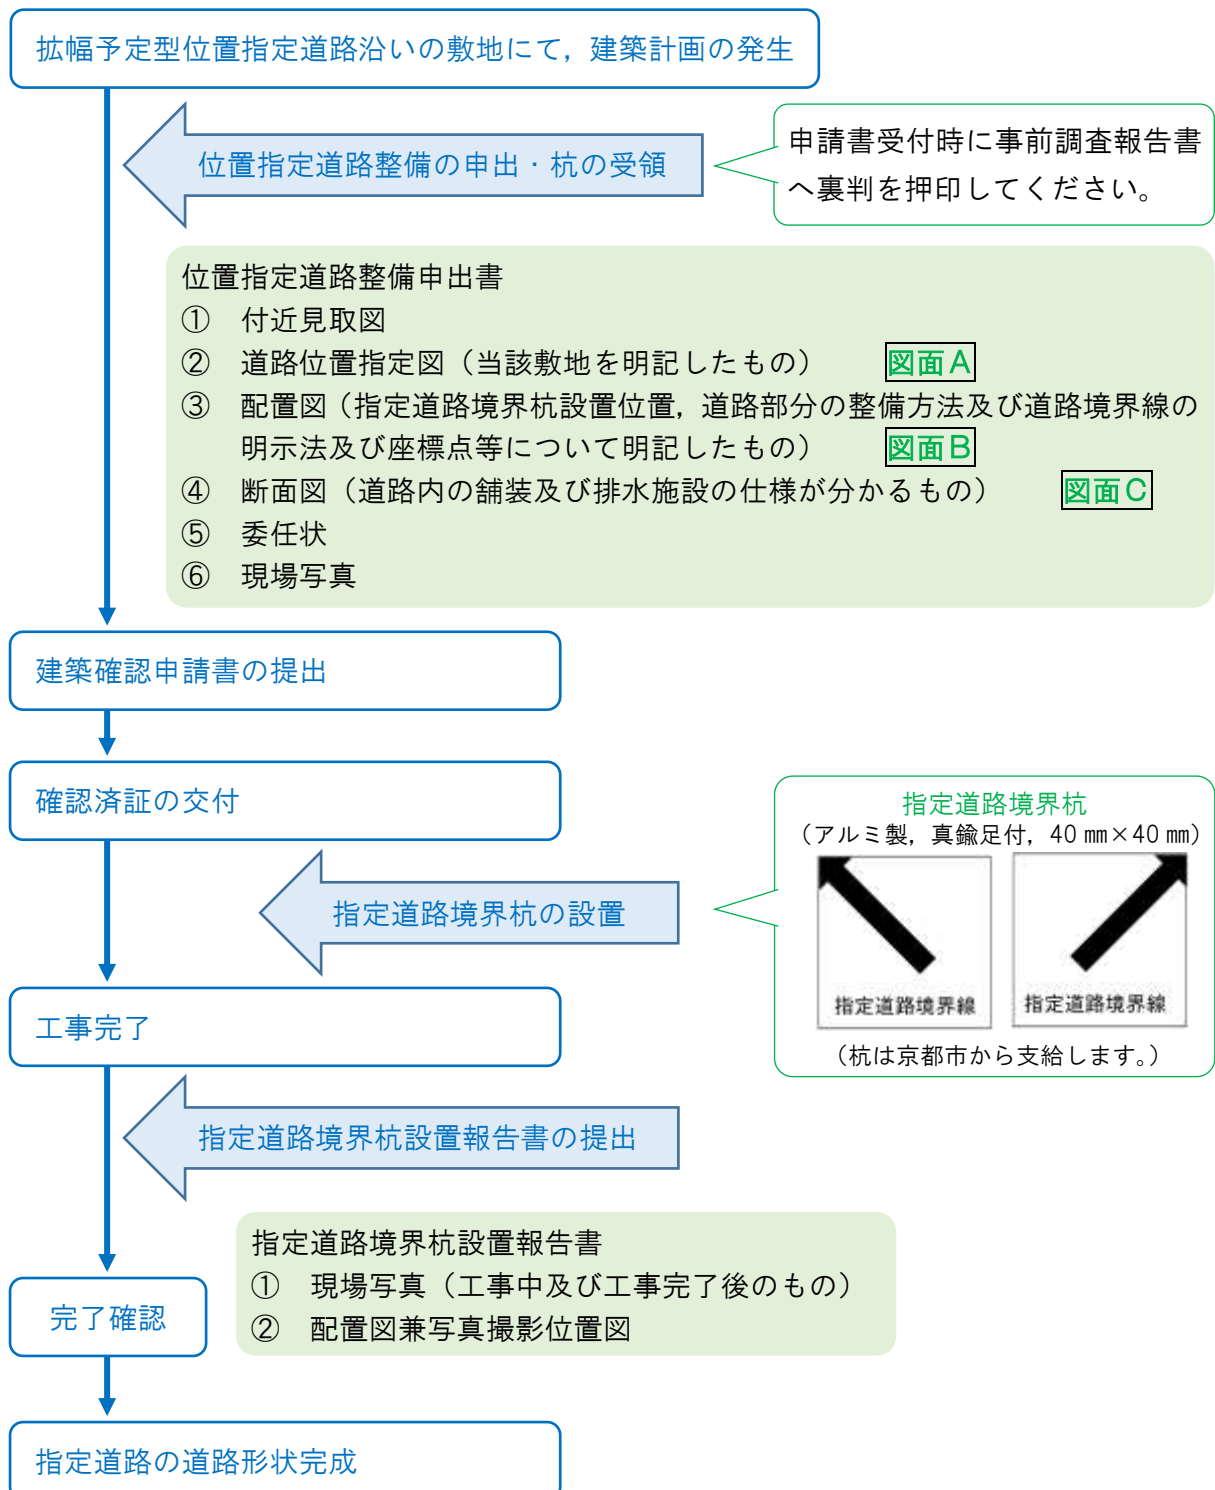 拡幅予定型位置指定道路沿いの敷地にて，建築計画の発生
位置指定道路整備の申出・杭の受領
申請書受付時に事前調査報告書
へ裏判を押印してください。
位置指定道路整備申出書
①　付近見取図
②　道路位置指定図（当該敷地を明記したもの）　図面A
③　配置図（指定道路境界杭設置位置，道路部分の整備方法及び道路境界線の
明示法及び座標点等について明記したもの）　図面B
④　断面図（道路内の舗装及び排水施設の仕様が分かるもの）　図面C
⑤　委任状
⑥　現場写真
建築確認申請書の提出
確認済証の交付
指定道路境界杭
（アルミ製，真鍮足付，40㎜×40㎜）
指定道路境界杭の設置
指定道路境界線
指定道路境界線
（杭は京都市から支給します。）
工事完了
指定道路境界杭設置報告書の提出
指定道路境界杭設置報告書
①　現場写真（工事中及び工事完了後のもの）
②　配置図兼写真撮影位置図
完了確認
指定道路の道路形状完成